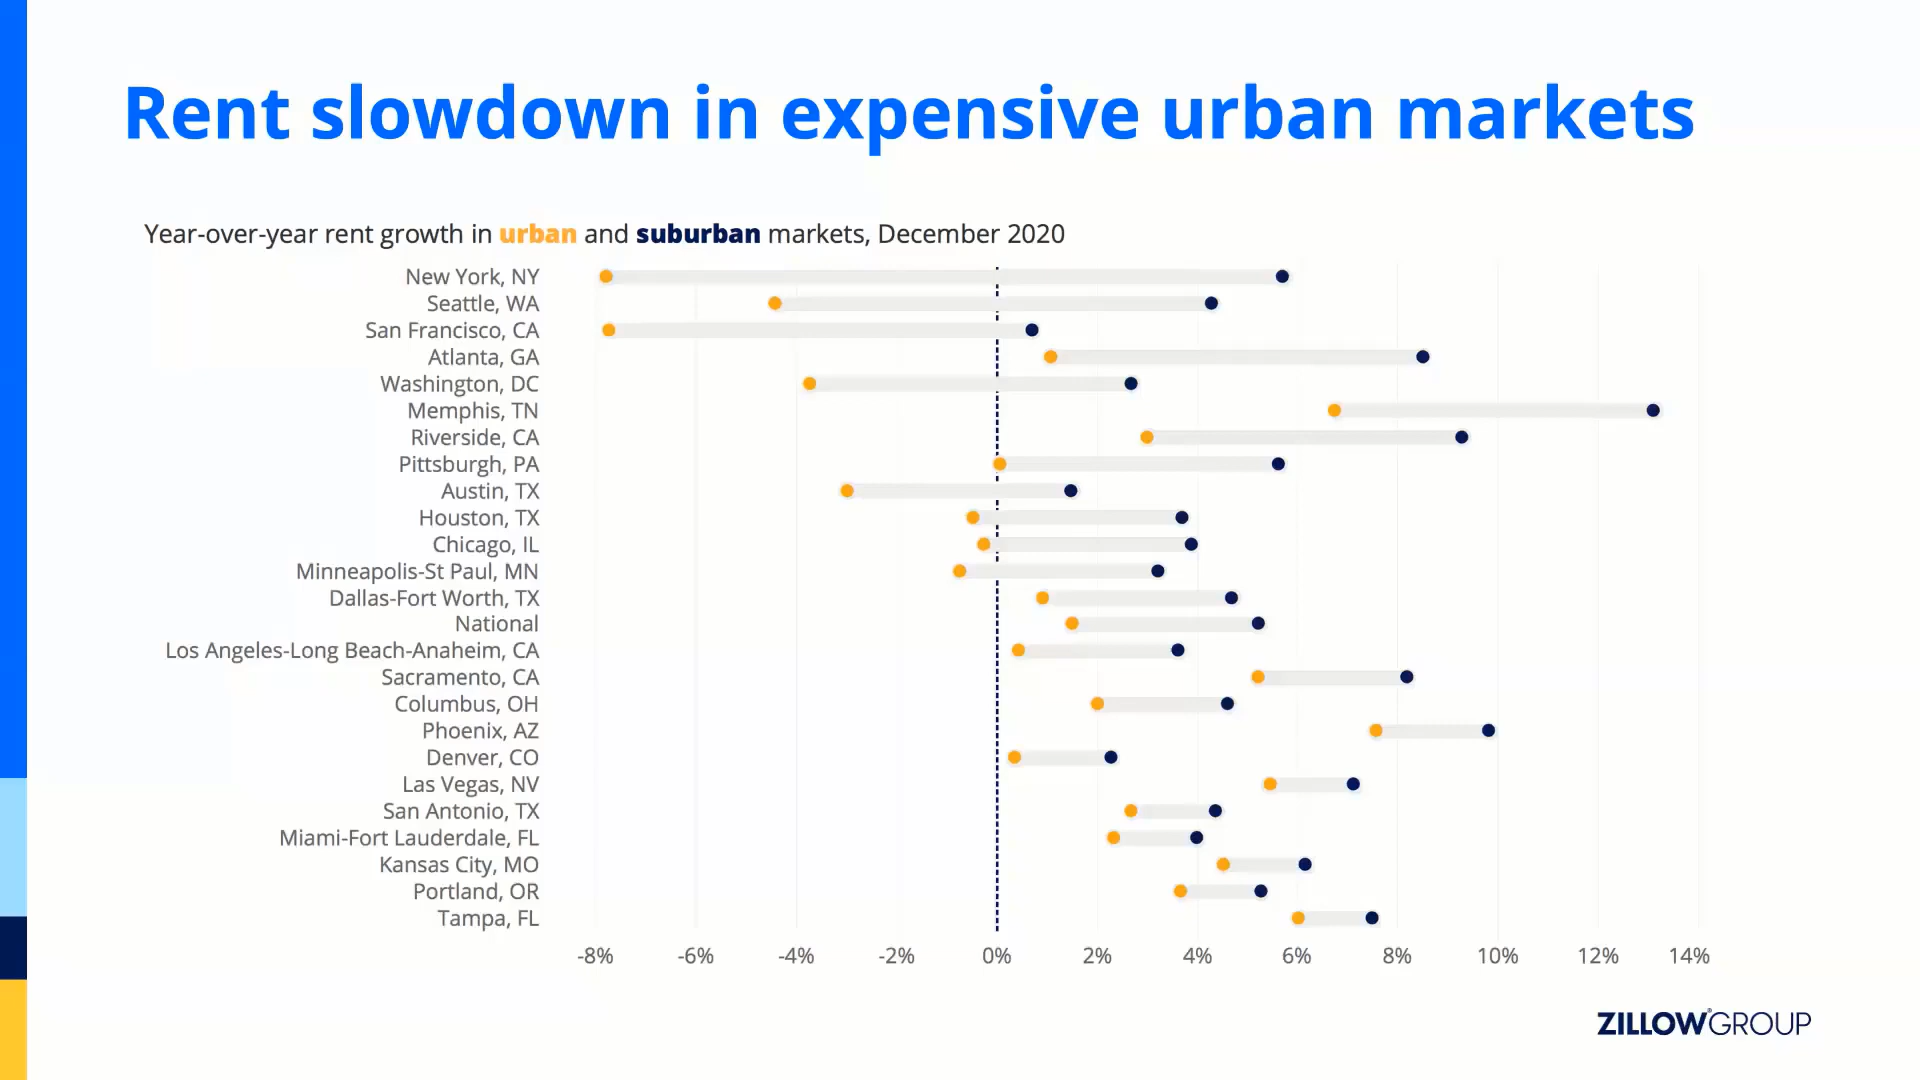 Rent slowdown in expensive urban markets
Year-over-year rent growth in urban and suburban markets, December 2020
New York, NY
Seattle, WA
San Francisco, CA
Atlanta, GA
Washington, DC
Memphis, TN
Riverside, CA
Pittsburgh, PA
Austin, TX
Houston, TX
Chicago, IL
Minneapolis-St Paul, MN
Dallas-Fort Worth, TX
National
Los Angeles-Long Beach-Anaheim, CA
Sacramento, CA
Columbus, OH
Phoenix, AZ
Denver, CO
Las Vegas, NV
San Antonio, TX
Miami-Fort Lauderdale, FL
Kansas City, MO
Portland, OR
Tampa, FL
-8% -6% -4% -2% 0% 2% 4% 6% 8% 10% 12% 14%
ZILLOW®GROUP